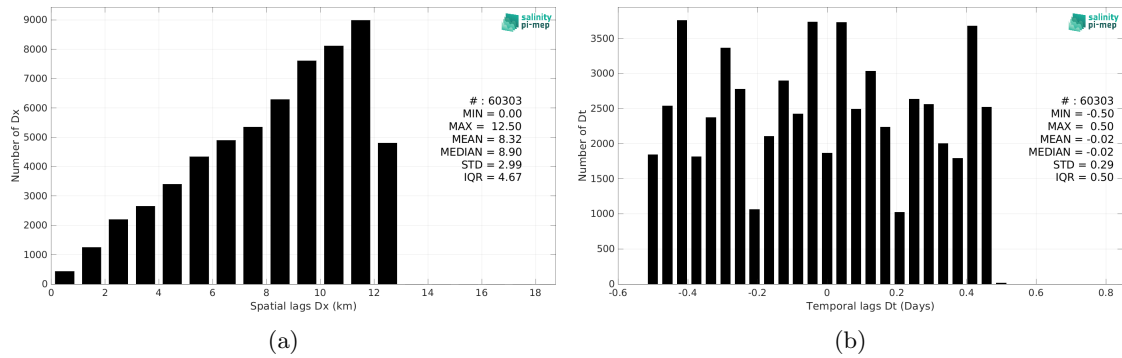 salinity
pi-mep
9000
8000
7000
6000
5000
4000
3000
2000
1000
0
Number of Dx
# : 60303
MIN = 0.00
MAX = 12.50
MEAN = 8.32
MEDIAN = 8.90
STD = 2.99
IQR = 4.67
0 2 4 6 8 10 12 14 16 18
Spatial lags Dx (km)
(a)
salinity
pi-mep
3500
3000
2500
2000
1500
1000
500
0
Number of Dt
# : 60303
MIN = -0.50
MAX = 0.50
MEAN = -0.02
MEDIAN = -0.02
STD = 0.29
IQR = 0.50
-0.6 -0.4 -0.2 0 0.2 0.4 0.6 0.8
Temporal lags Dt (Days)
(b)